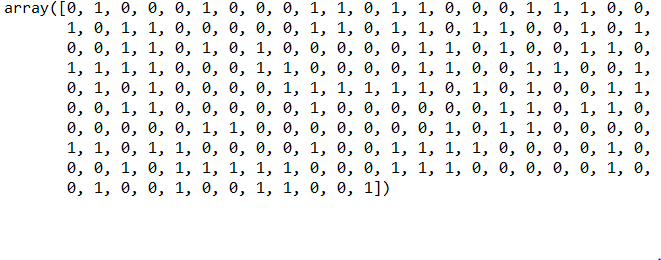 array([0, 1, 0, 0, 0, 1, 0, 0, 0, 1, 1, 0, 1, 1, 0, 0, 0, 1, 1, 1, 0, 0,
1, 0, 1, 1, 0, 0, 0, 0, 0, 1, 1, 0, 1, 1, 0, 1, 1, 0, 0, 1, 0, 1,
0, 0, 1, 1, 0, 1, 0, 1, 0, 0, 0, 0, 0, 1, 1, 0, 1, 0, 0, 1, 1, 0,
1, 1, 1, 1, 0, 0, 0, 1, 1, 0, 0, 0, 0, 1, 1, 0, 0, 1, 1, 0, 0, 1,
0, 1, 0, 1, 0, 0, 0, 0, 1, 1, 1, 1, 1, 1, 0, 1, 0, 1, 0, 0, 1, 1,
0, 0, 1, 1, 0, 0, 0, 0, 0, 1, 0, 0, 0, 0, 0, 0, 1, 1, 0, 1, 1, 0,
0, 0, 0, 0, 0, 1, 1, 0, 0, 0, 0, 0, 0, 0, 1, 0, 1, 1, 0, 0, 0, 0,
1, 1, 0, 1, 1, 0, 0, 0, 0, 1, 0, 0, 1, 1, 1, 1, 0, 0, 0, 0, 1, 0,
0, 0, 1, 0, 1, 1, 1, 1, 1, 0, 0, 0, 1, 1, 1, 0, 0, 0, 0, 0, 1, 0,
0, 1, 0, 0, 1, 0, 0, 1, 1, 0, 0, 1])